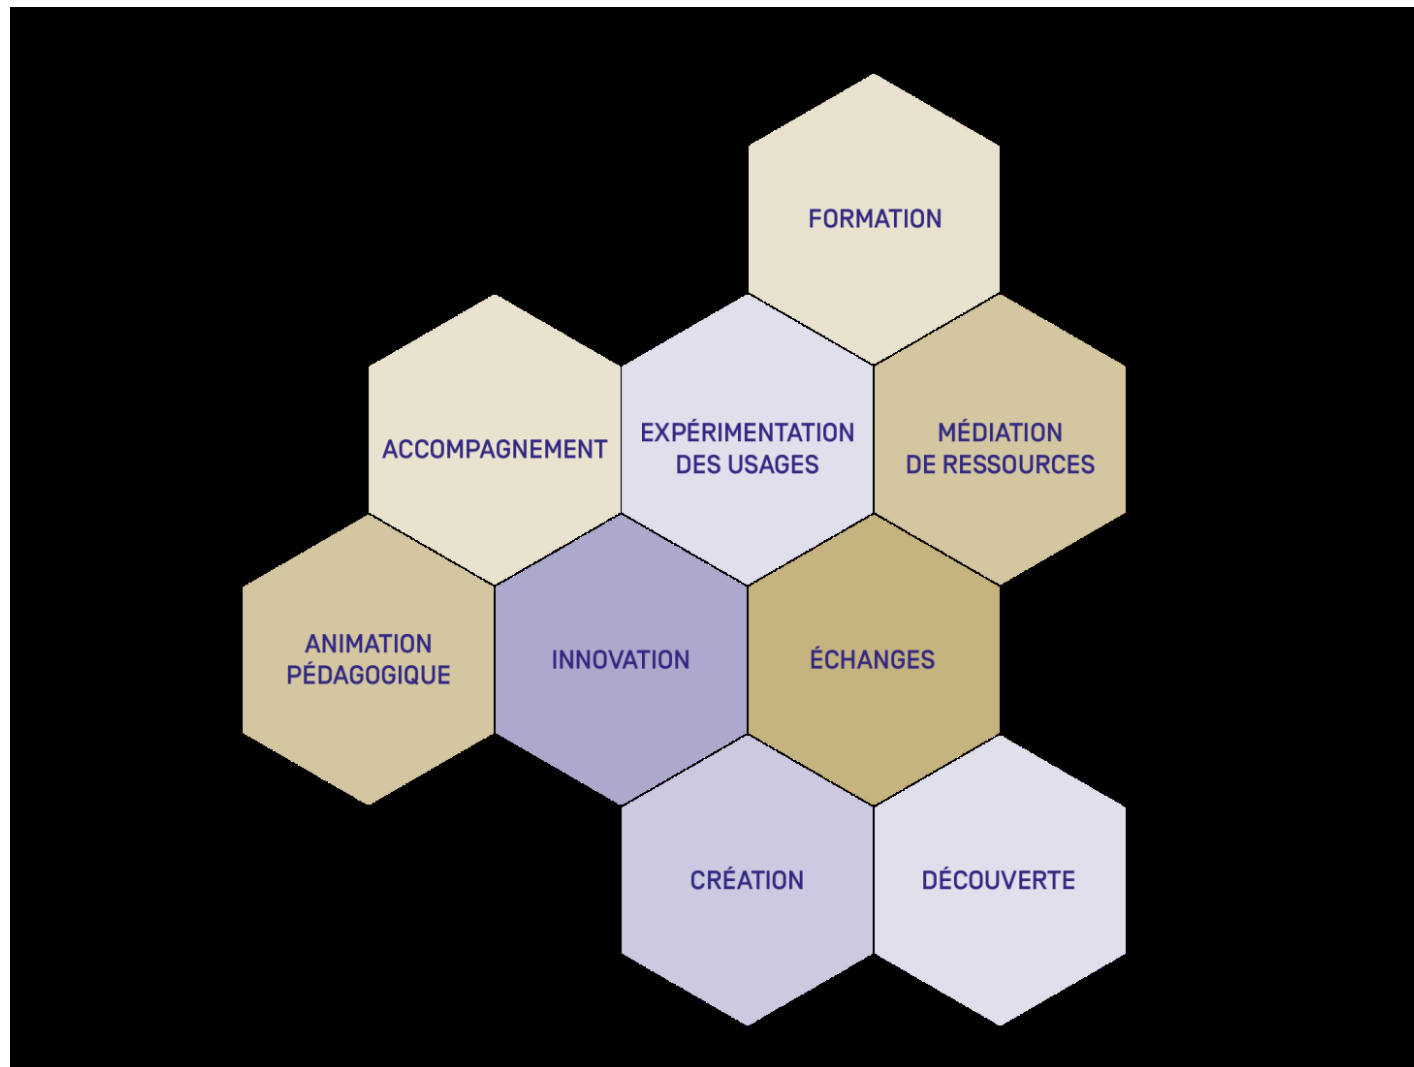 FORMATION
ACCOMPAGNEMENT
EXPÉRIMENTATION
DES USAGES
MÉDIATION
DE RESSOURCES
ANIMATION
PÉDAGOGIQUE
INNOVATION
ÉCHANGES
CRÉATION
DÉCOUVERTE